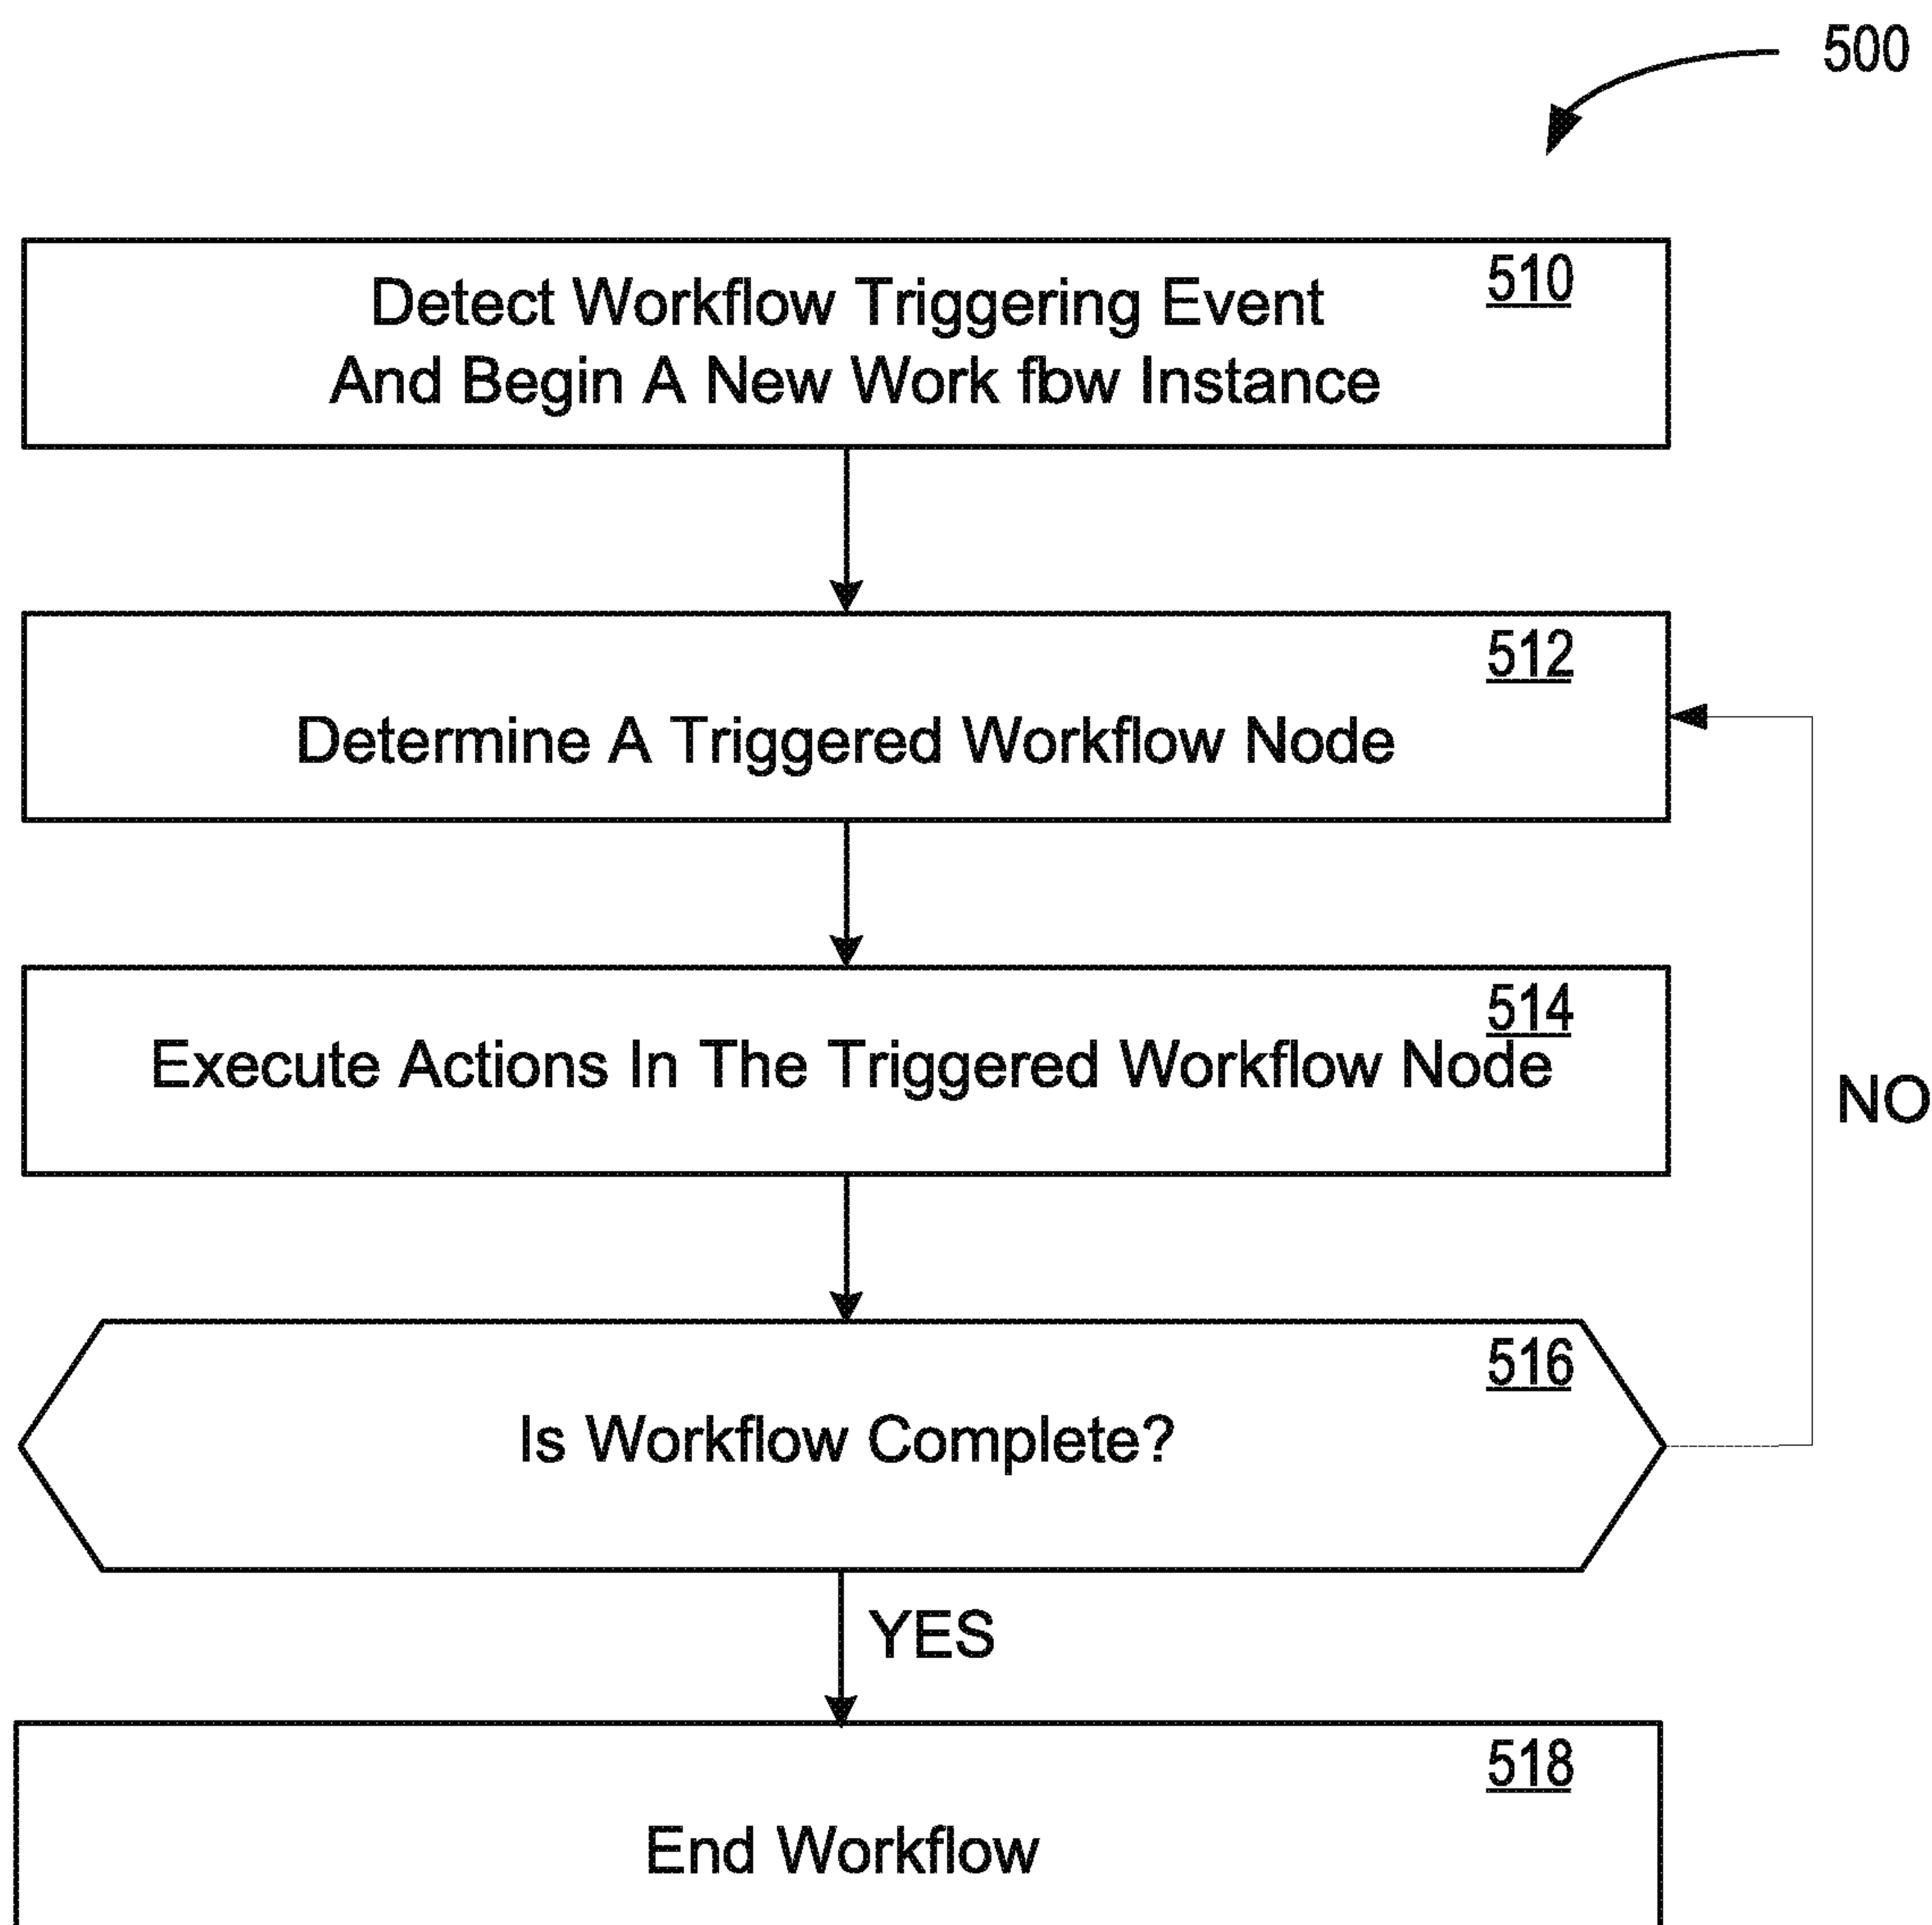 500
510
Detect Workflow Triggering Event
And Begin A New Work fbw Instance
512
Determine A Triggered Workflow Node
514
Execute Actions In The Triggered Workflow Node
NO
516
Is Workflow Complete?
YES
518
End Workflow